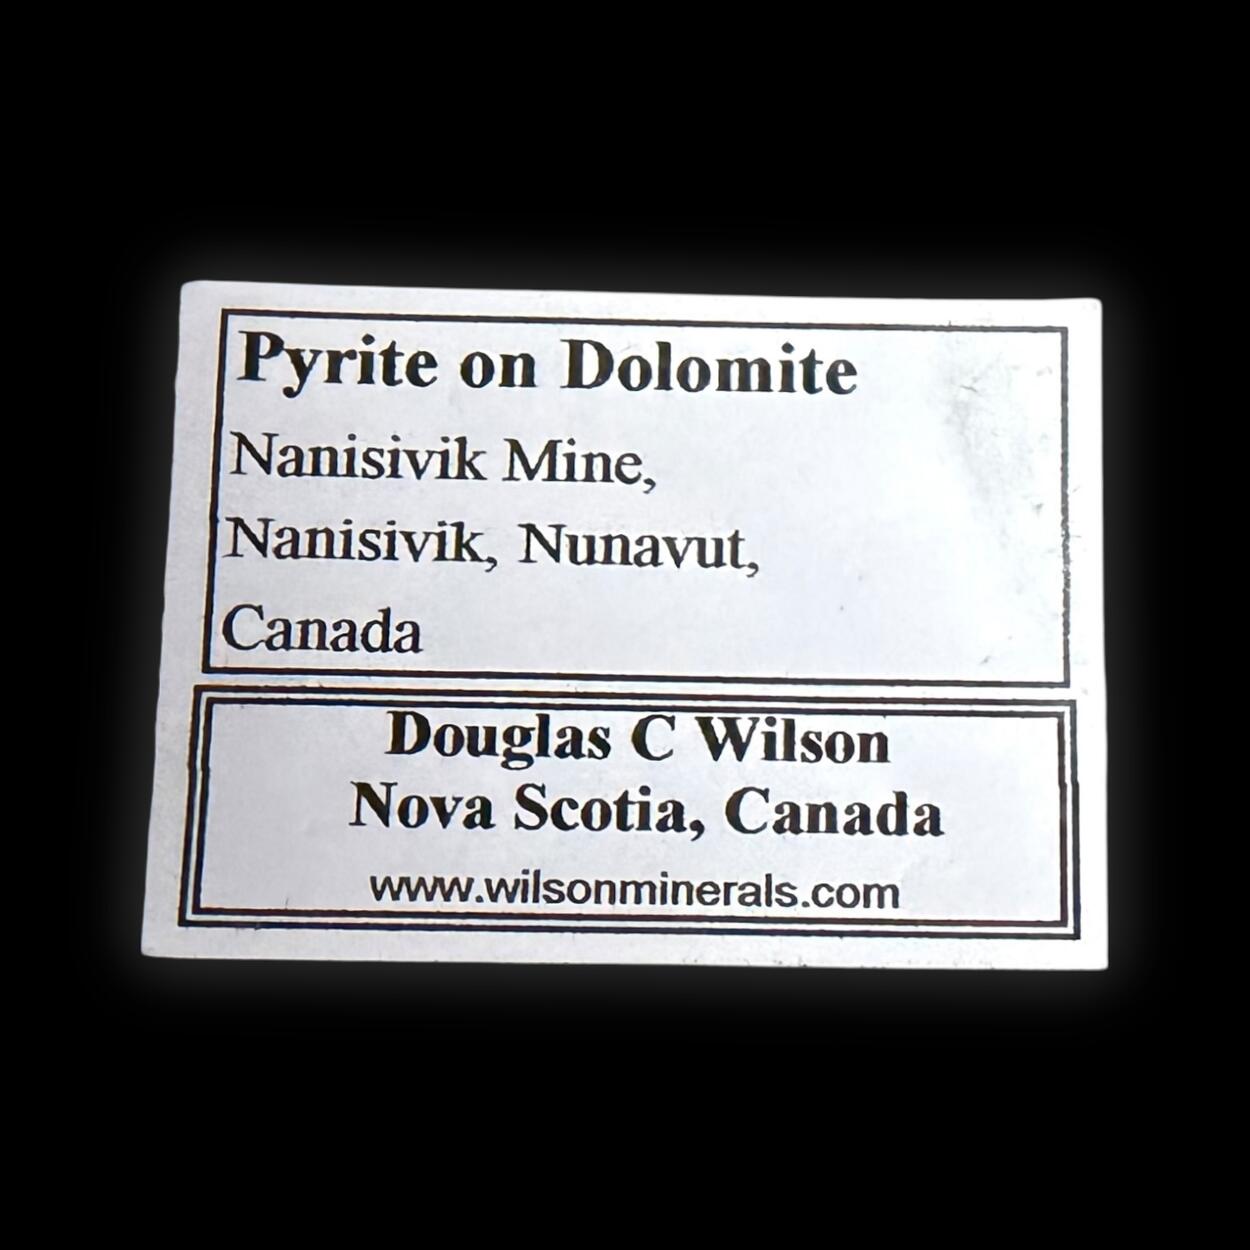 Pyrite on Dolomite
Nanisivik Mine,
Nanisivik, Nunavut,
Canada
Douglas C Wilson
Nova Scotia, Canada
www.wilsonminerals.com